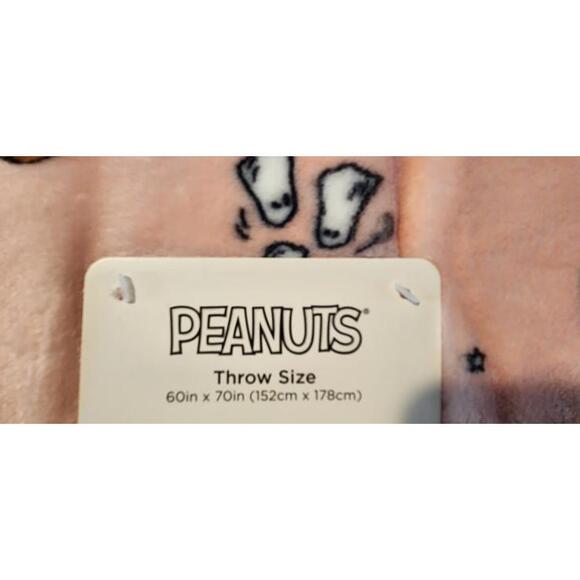 PEANUTS®
Throw Size
60in x 70in (152cm x 178cm)